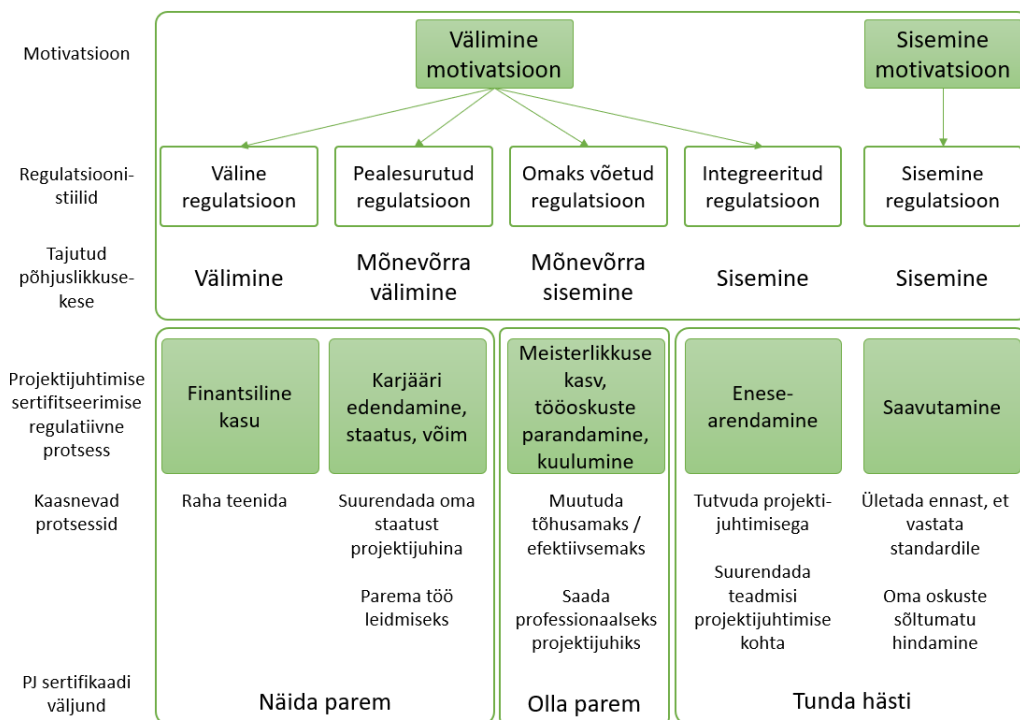 Motivatsioon
Välimine
motivatsioon
Sisemine
motivatsioon
Regulatsiooni-
stiilid
Väline
regulatsioon
Pealesurutud
regulatsioon
Omaks võetud
regulatsioon
Integreeritud
regulatsioon
Sisemine
regulatsioon
Tajutud
põhjuslikkuse-
kese
Välimine
Mõnevõrra
välimine
Mõnevõrra
sisemine
Sisemine
Sisemine
Projektijuhtimise
sertifitseerimise
regulatiivne
protsess
Finantsiline
kasu
Karjääri
edendamine,
staatus, võim
Meisterlikkuse
kasv,
tööoskuste
parandamine,
kuulumine
Enese-
arendamine
Saavutamine
Kaasnevad
protsessid
Raha teenida
Suurendada oma
staatust
projektijuhina
Parema töö
leidmiseks
Muutuda
tõhusamaks /
efektiivsemaks
Saada
professionaalseks
projektijuhiks
Tutvuda projekti-
juhtimisega
Suurendada
teadmisi
projektijuhtimise
kohta
Ületada ennast, et
vastata
standardile
Oma oskuste
sõltumatu
hindamine
PJ sertifikaadi
väljund
Näida parem
Olla parem
Tunda hästi